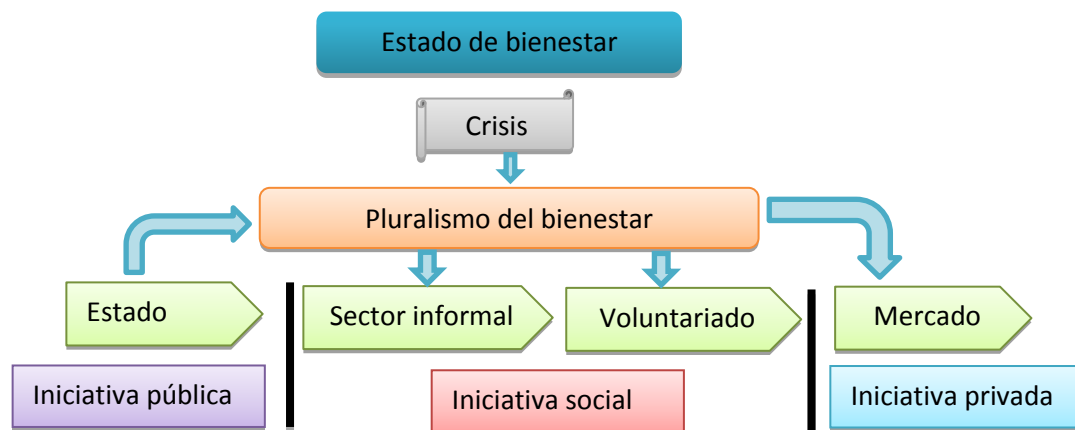 Estado de bienestar
Crisis
Pluralismo del bienestar
Estado
Sector informal
Voluntariado
Mercado
Iniciativa pública
Iniciativa social
Iniciativa privada